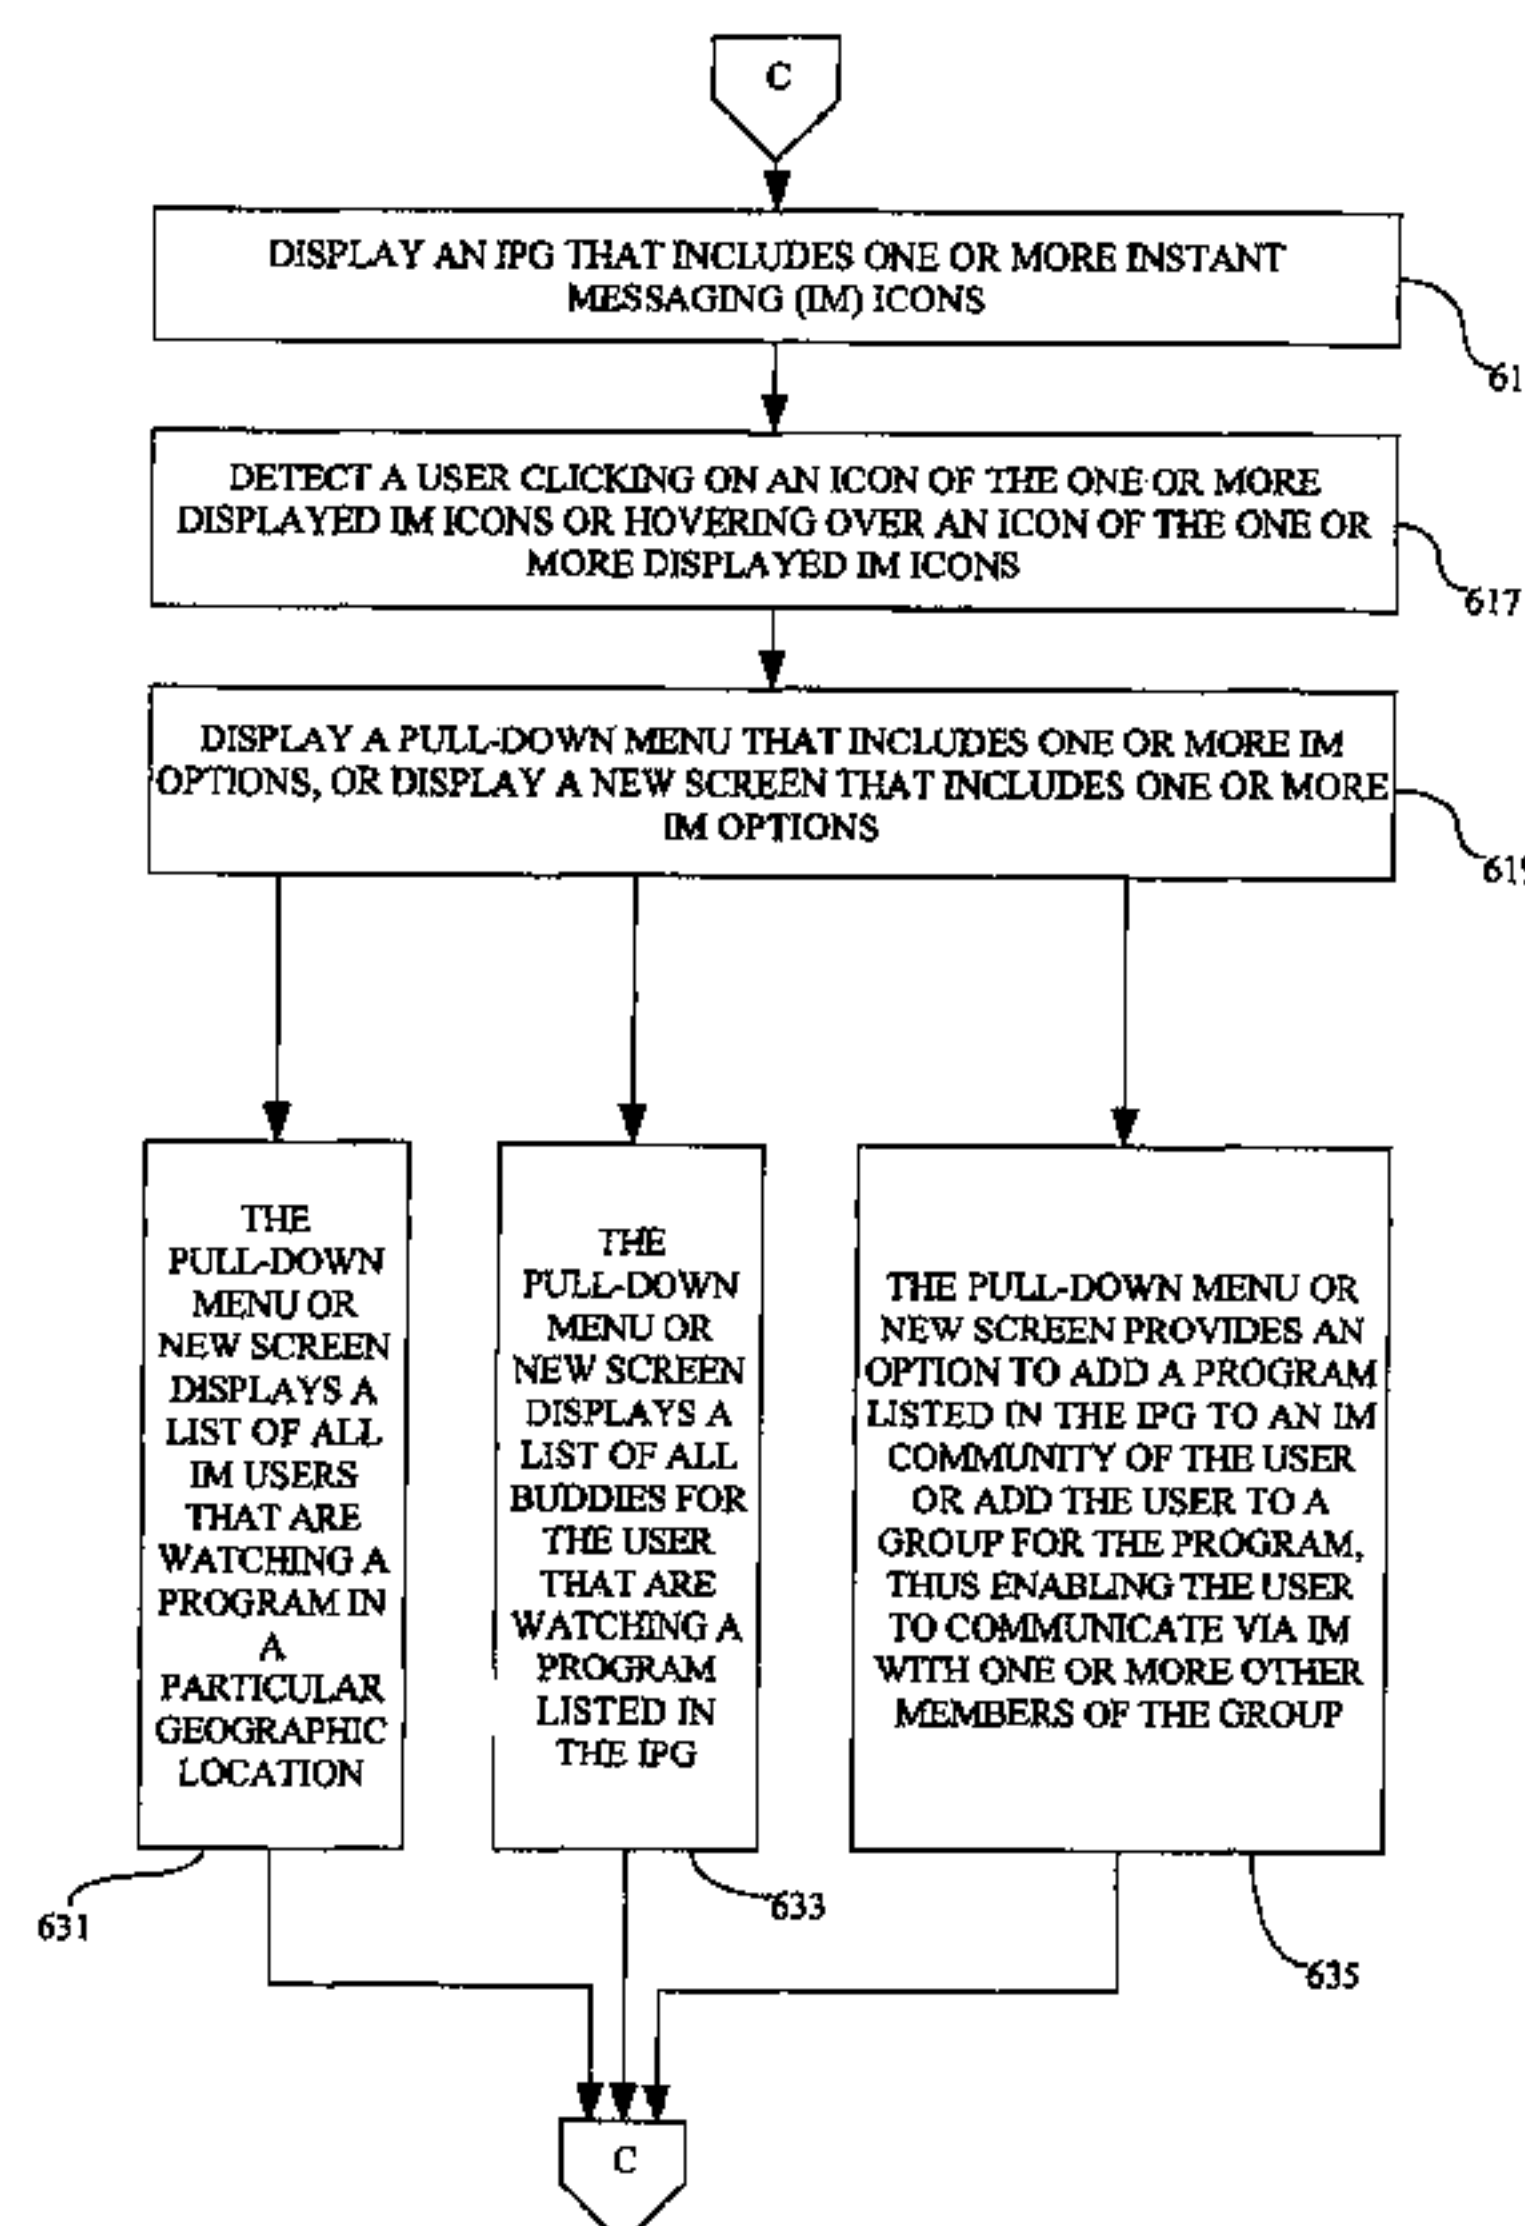 C
DISPLAY AN IPG THAT INCLUDES ONE OR MORE INSTANT
MESSAGING (IM) ICONS
61
DETECT A USER CLICKING ON AN ICON OF THE ONE OR MORE
DISPLAYED IM ICONS OR HOVERING OVER AN ICON OF THE ONE OR
MORE DISPLAYED IM ICONS
617
DISPLAY A PULL-DOWN MENU THAT INCLUDES ONE OR MORE IM
OPTIONS, OR DISPLAY A NEW SCREEN THAT INCLUDES ONE OR MORE
IM OPTIONS
619
THE
PULL-DOWN
MENU OR
NEW SCREEN
DISPLAYS A
LIST OF ALL
IM USERS
THAT ARE
WATCHING A
PROGRAM IN
A
PARTICULAR
GEOGRAPHIC
LOCATION
631
THE
PULL-DOWN
MENU OR
NEW SCREEN
DISPLAYS A
LIST OF ALL
BUDDIES FOR
THE USER
THAT ARE
WATCHING A
PROGRAM
LISTED IN
THE IPG
633
THE PULL-DOWN MENU OR
NEW SCREEN PROVIDES AN
OPTION TO ADD A PROGRAM
LISTED IN THE IPG TO AN IM
COMMUNITY OF THE USER
OR ADD THE USER TO A
GROUP FOR THE PROGRAM,
THUS ENABLING THE USER
TO COMMUNICATE VIA IM
WITH ONE OR MORE OTHER
MEMBERS OF THE GROUP
635
C